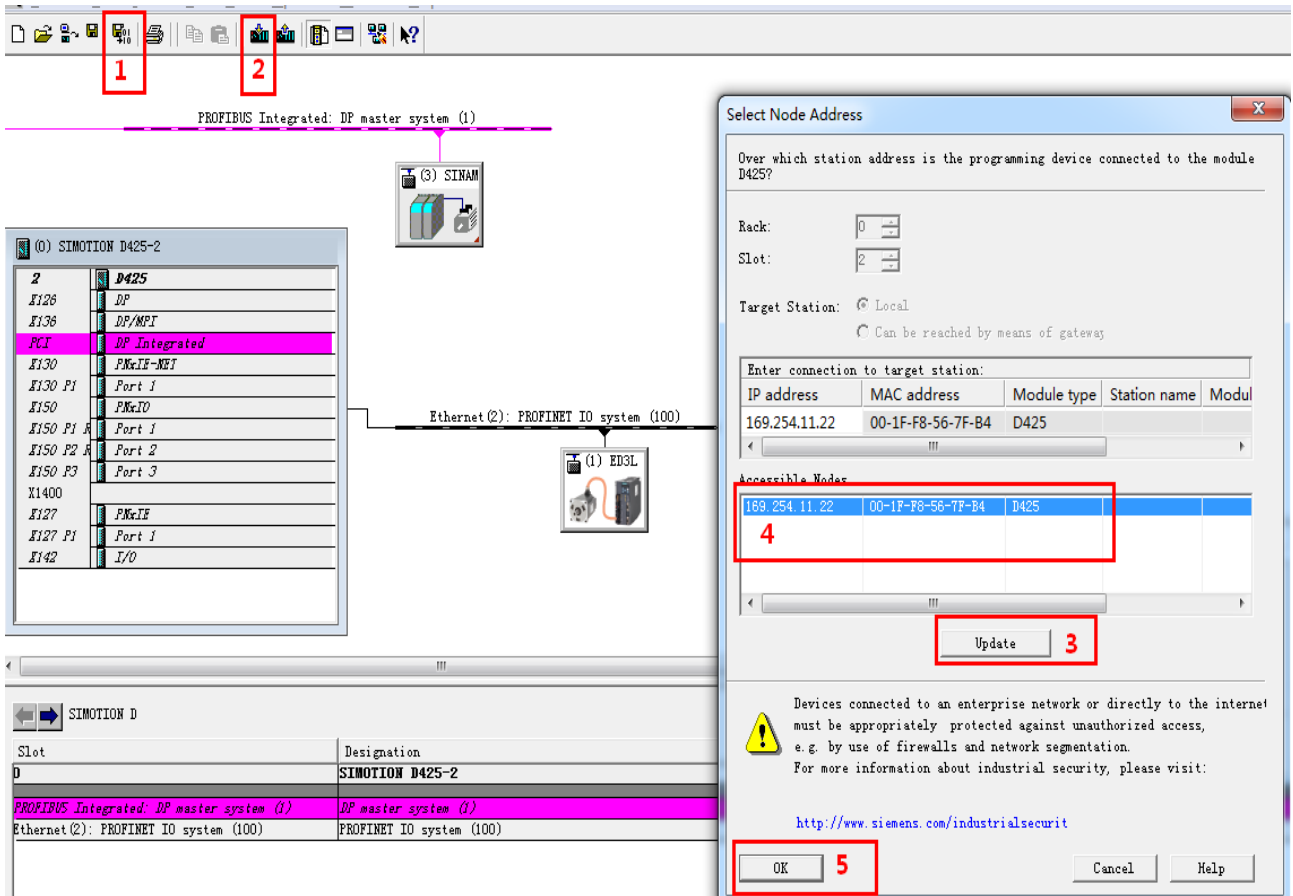 1
2
PROFIBUS Integrated: DP master system (1)
(3) SINAM
(0) SIMOTION D425-2
2 D425
X126 DP
X136 DP/MPI
PCI DP Integrated
X130 PNxIE-NET
X130 P1 Port 1
X150 PNxIO
X150 P1 R Port 1
X150 P2 R Port 2
X150 P3 Port 3
X1400
X127 PNxIE
X127 P1 Port 1
X142 I/O
Ethernet(2): PROFINET IO system (100)
(1) ED3L
SIMOTION D
Slot Designation
D SIMOTION D425-2
PROFIBUS Integrated: DP master system (1) DP master system (1)
Ethernet(2): PROFINET IO system (100) PROFINET IO system (100)
Select Node Address
Over which station address is the programming device connected to the module
D425?
Rack: 0
Slot: 2
Target Station: Local
Can be reached by means of gateway
Enter connection to target station:
IP address MAC address Module type Station name Modul
169.254.11.22 00-1F-F8-56-7F-B4 D425
Accessible Nodes
169.254.11.22 00-1F-F8-56-7F-B4 D425
4
Update 3
Devices connected to an enterprise network or directly to the internet
must be appropriately protected against unauthorized access,
e.g. by use of firewalls and network segmentation.
For more information about industrial security, please visit:
http://www.siemens.com/industrialsecurit
OK 5 Cancel Help